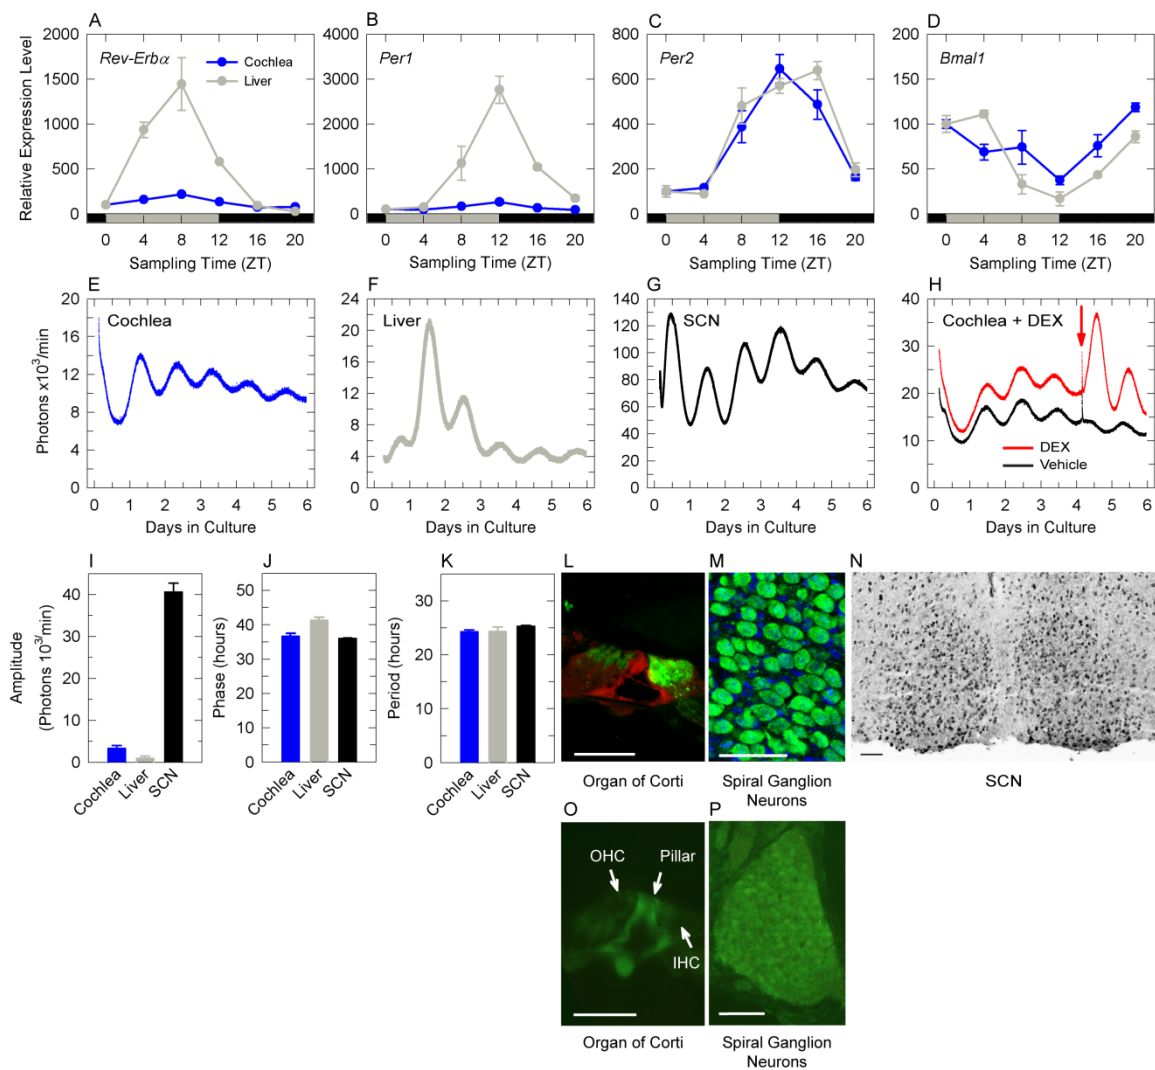 A
B
C
D
Relative Expression Level
2000
1500
1000
500
0
Rev-Erbα
Cochlea
Liver
0 4 8 12 16 20
Sampling Time (ZT)
4000
3000
2000
1000
0
Per1
0 4 8 12 16 20
Sampling Time (ZT)
800
600
400
200
0
Per2
0 4 8 12 16 20
Sampling Time (ZT)
200
150
100
50
0
Bmal1
0 4 8 12 16 20
Sampling Time (ZT)
E
F
G
H
Photons x10³/min
20
18
16
14
12
10
8
6
4
2
0
Cochlea
0 1 2 3 4 5 6
Days in Culture
24
20
16
12
8
4
0
Liver
0 1 2 3 4 5 6
Days in Culture
140
120
100
80
60
40
20
0
SCN
0 1 2 3 4 5 6
Days in Culture
40
30
20
10
0
Cochlea + DEX
DEX
Vehicle
0 1 2 3 4 5 6
Days in Culture
I
J
K
L
M
N
Amplitude
(Photons 10³/min)
40
30
20
10
0
Cochlea
Liver
SCN
Phase (hours)
50
40
30
20
10
0
Cochlea
Liver
SCN
Period (hours)
30
20
10
0
Cochlea
Liver
SCN
Organ of Corti
Spiral Ganglion
Neurons
SCN
O
P
OHC
Pillar
IHC
Organ of Corti
Spiral Ganglion
Neurons